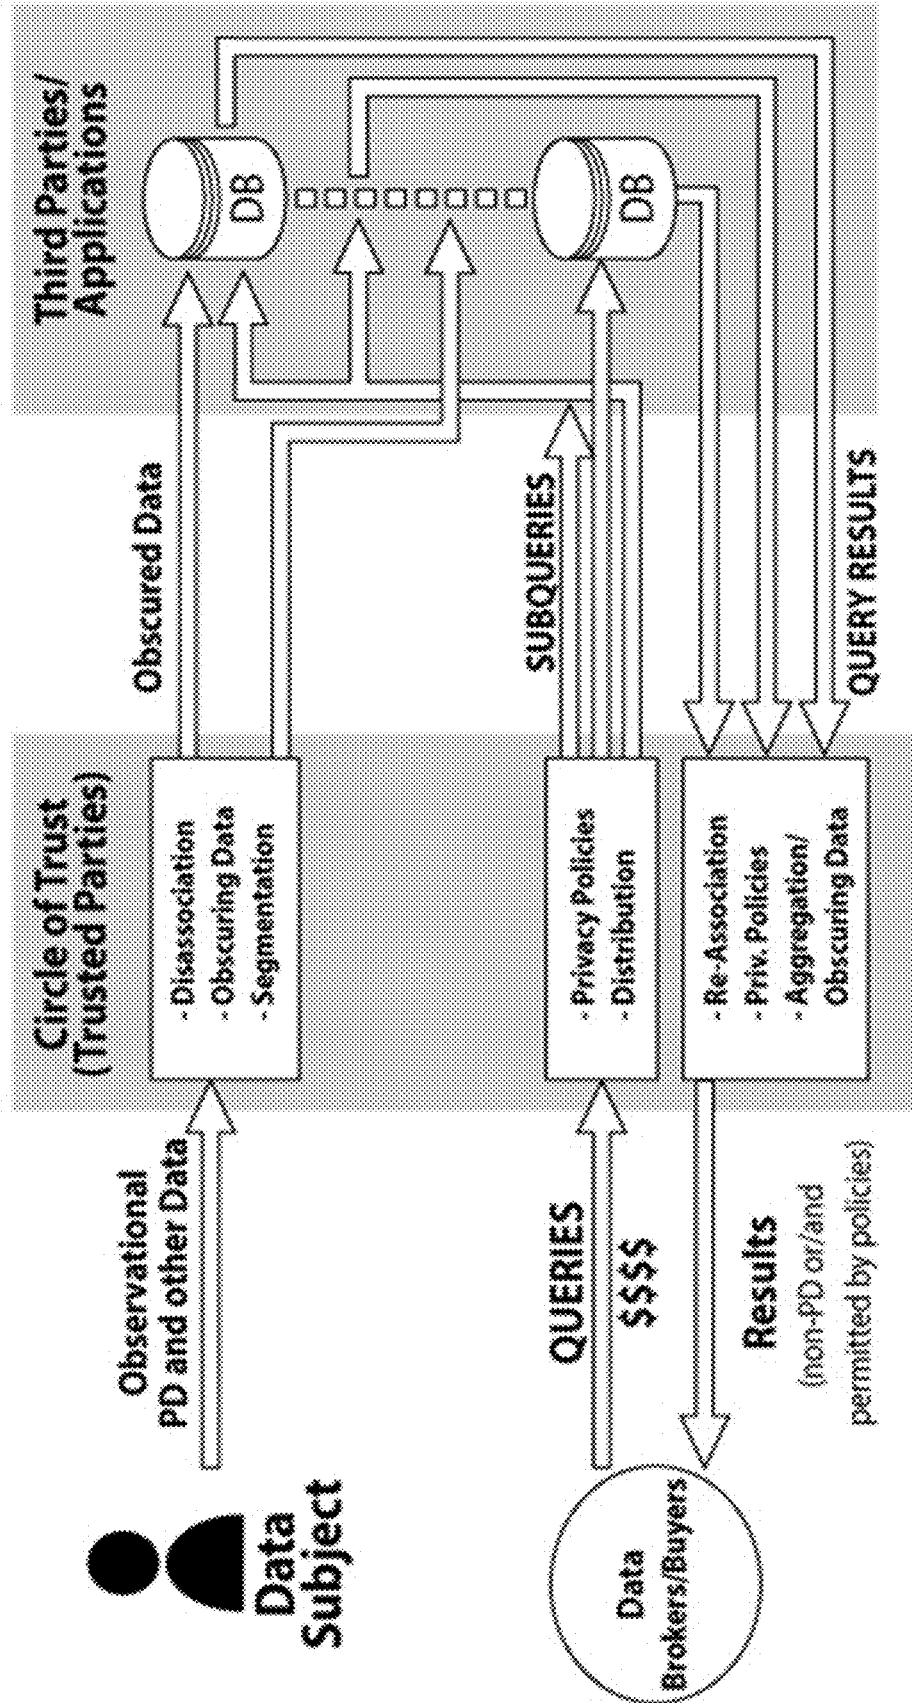 Circle of Trust
(Trusted Parties)
Third Parties/
Applications
Data
Subject
Observational
PD and other Data
- Disassociation
- Obscuring Data
- Segmentation
Obscured Data
DB
DB
Data
Brokers/Buyers
QUERIES
$$$$
- Privacy Policies
- Distribution
SUBQUERIES
Results
(non-PD or/and
permitted by policies)
- Re-Association
- Priv. Policies
- Aggregation/
Obscuring Data
QUERY RESULTS